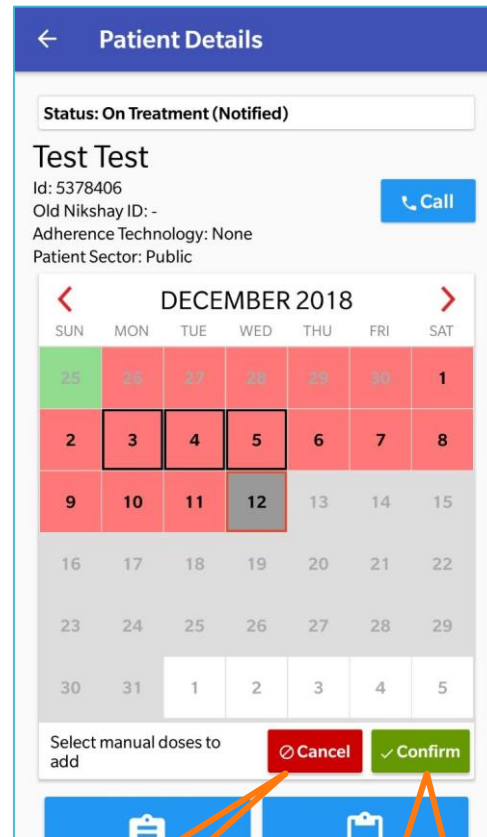 Patient Details
Status: On Treatment (Notified)
Test Test
Id: 5378406
Old Nikshay ID: -
Call
Adherence Technology: None
Patient Sector: Public
DECEMBER 2018
SUN MON TUE WED THU FRI SAT
25 26 27 28 29 30 1
2 3 4 5 6 7 8
9 10 11 12 13 14 15
16 17 18 19 20 21 22
23 24 25 26 27 28 29
30 31 1 2 3 4 5
Select manual doses to
add
Cancel
Confirm